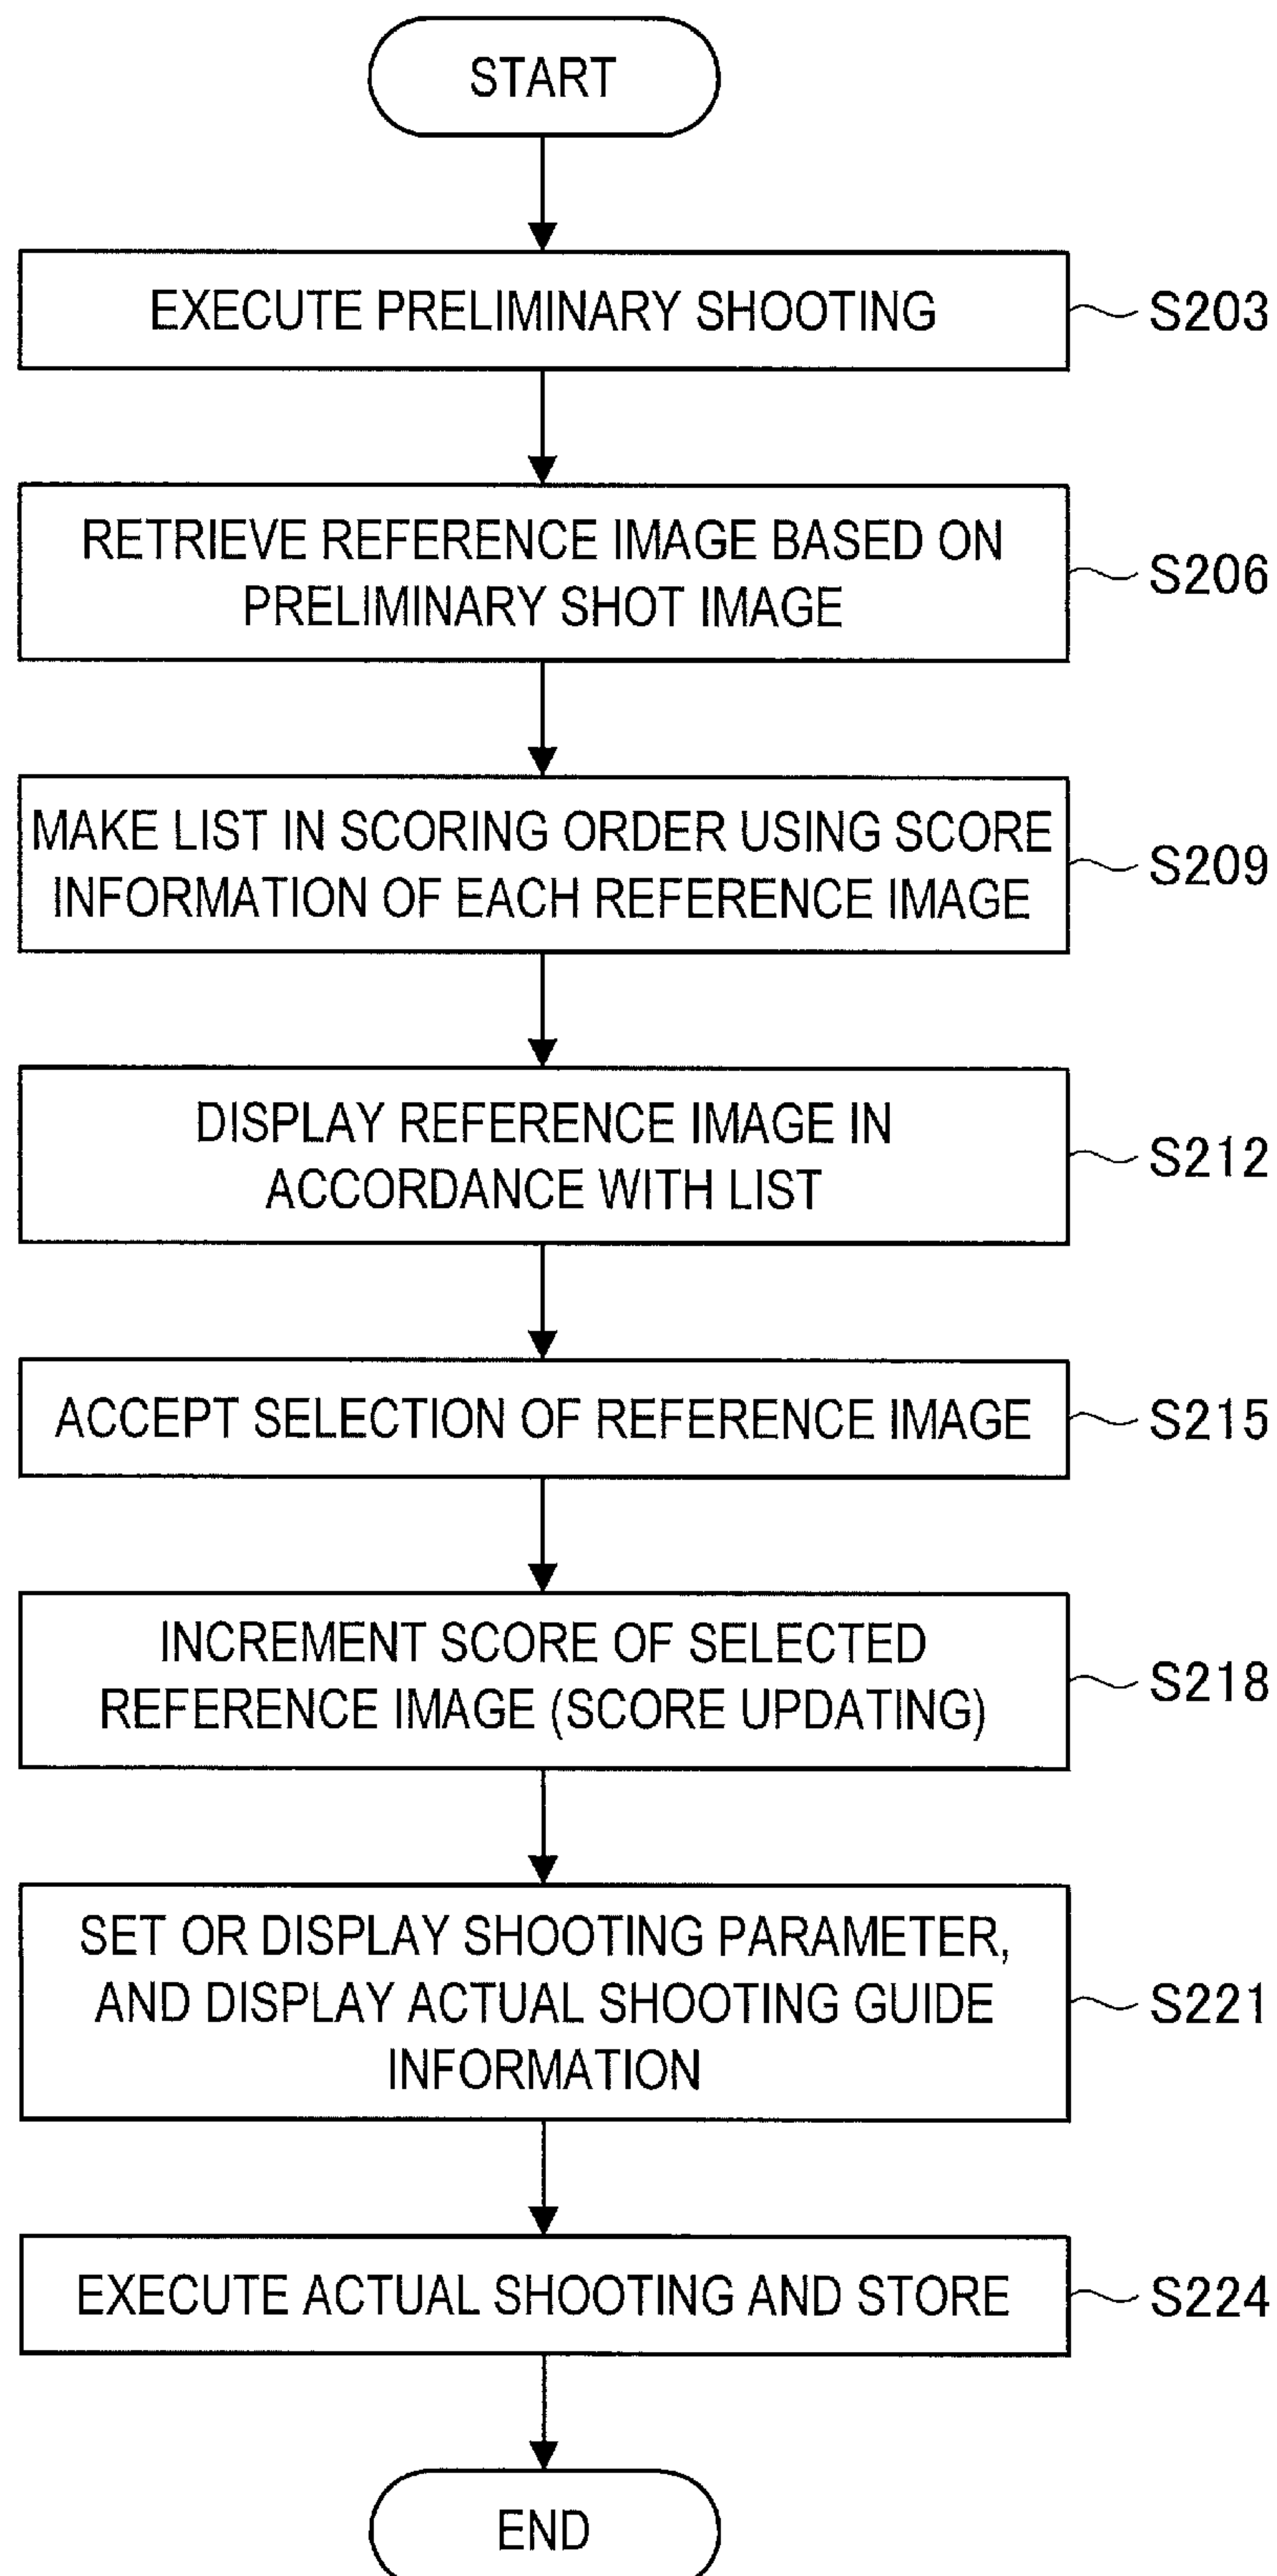 START
EXECUTE PRELIMINARY SHOOTING
S203
RETRIEVE REFERENCE IMAGE BASED ON
PRELIMINARY SHOT IMAGE
S206
MAKE LIST IN SCORING ORDER USING SCORE
INFORMATION OF EACH REFERENCE IMAGE
S209
DISPLAY REFERENCE IMAGE IN
ACCORDANCE WITH LIST
S212
ACCEPT SELECTION OF REFERENCE IMAGE
S215
INCREMENT SCORE OF SELECTED
REFERENCE IMAGE (SCORE UPDATING)
S218
SET OR DISPLAY SHOOTING PARAMETER,
AND DISPLAY ACTUAL SHOOTING GUIDE
INFORMATION
S221
EXECUTE ACTUAL SHOOTING AND STORE
S224
END